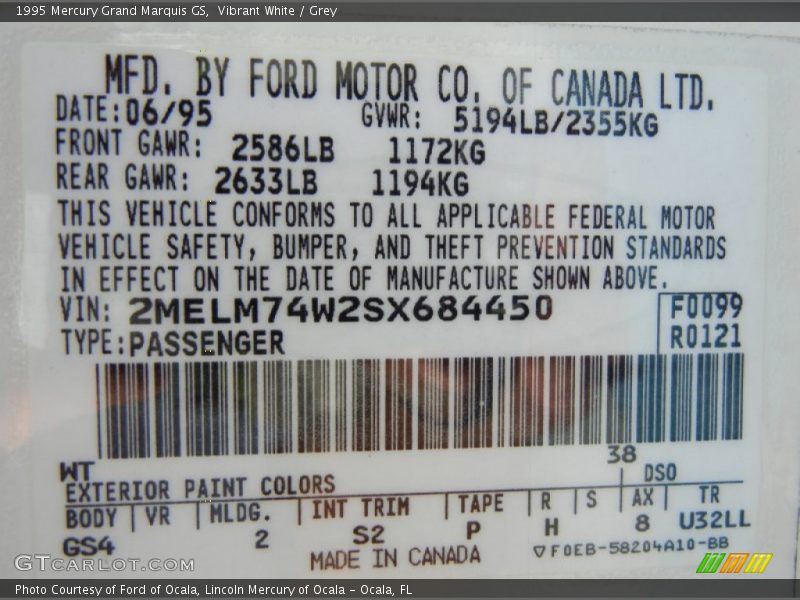 1995 Mercury Grand Marquis GS, Vibrant White / Grey
MFD. BY FORD MOTOR CO. OF CANADA LTD.
DATE: 06/95 GVWR: 5194LB/2355KG
FRONT GAWR: 2586LB 1172KG
REAR GAWR: 2633LB 1194KG
THIS VEHICLE CONFORMS TO ALL APPLICABLE FEDERAL MOTOR
VEHICLE SAFETY, BUMPER, AND THEFT PREVENTION STANDARDS
IN EFFECT ON THE DATE OF MANUFACTURE SHOWN ABOVE.
VIN: 2MELM74W2SX684450 F0099
TYPE: PASSENGER R0121
WT 38
EXTERIOR PAINT COLORS DSO
BODY VR MLDG. INT TRIM TAPE R S AX TR
GS4 2 S2 P H 8 U32LL
MADE IN CANADA ▽F0EB-58204A10-BB
GTCARLOT.COM
Photo Courtesy of Ford of Ocala, Lincoln Mercury of Ocala - Ocala, FL